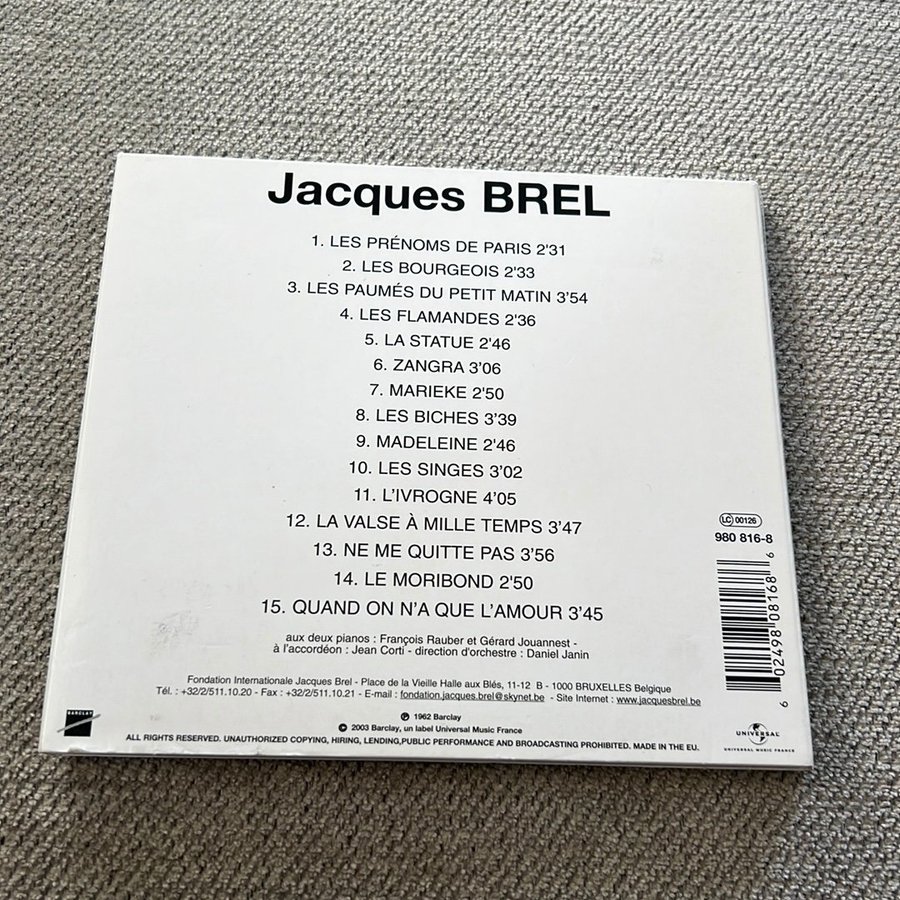 Jacques BREL
1. LES PRÉNOMS DE PARIS 2'31
2. LES BOURGEOIS 2'33
3. LES PAUMÉS DU PETIT MATIN 3'54
4. LES FLAMANDES 2'36
5. LA STATUE 2'46
6. ZANGRA 3'06
7. MARIEKE 2'50
8. LES BICHES 3'39
9. MADELEINE 2'46
10. LES SINGES 3'02
11. L'IVROGNE 4'05
12. LA VALSE À MILLE TEMPS 3'47
13. NE ME QUITTE PAS 3'56
14. LE MORIBOND 2'50
15. QUAND ON N'A QUE L'AMOUR 3'45
aux deux pianos : François Rauber et Gérard Jouannest -
à l'accordéon : Jean Corti - direction d'orchestre : Daniel Janin
Fondation Internationale Jacques Brel - Place de la Vieille Halle aux Blés, 11-12 B - 1000 BRUXELLES Belgique
Tél. : +32/2/511.10.20 - Fax : +32/2/511.10.21 - E-mail : fondation.jacques.brel@skynet.be - Site Internet : www.jacquesbrel.be
℗ 1962 Barclay
© 2003 Barclay, un label Universal Music France
ALL RIGHTS RESERVED. UNAUTHORIZED COPYING, HIRING, LENDING,PUBLIC PERFORMANCE AND BROADCASTING PROHIBITED. MADE IN THE EU.
BARCLAY
LC 00126
980 816-8
6 02498 08168 6
UNIVERSAL
UNIVERSAL MUSIC FRANCE